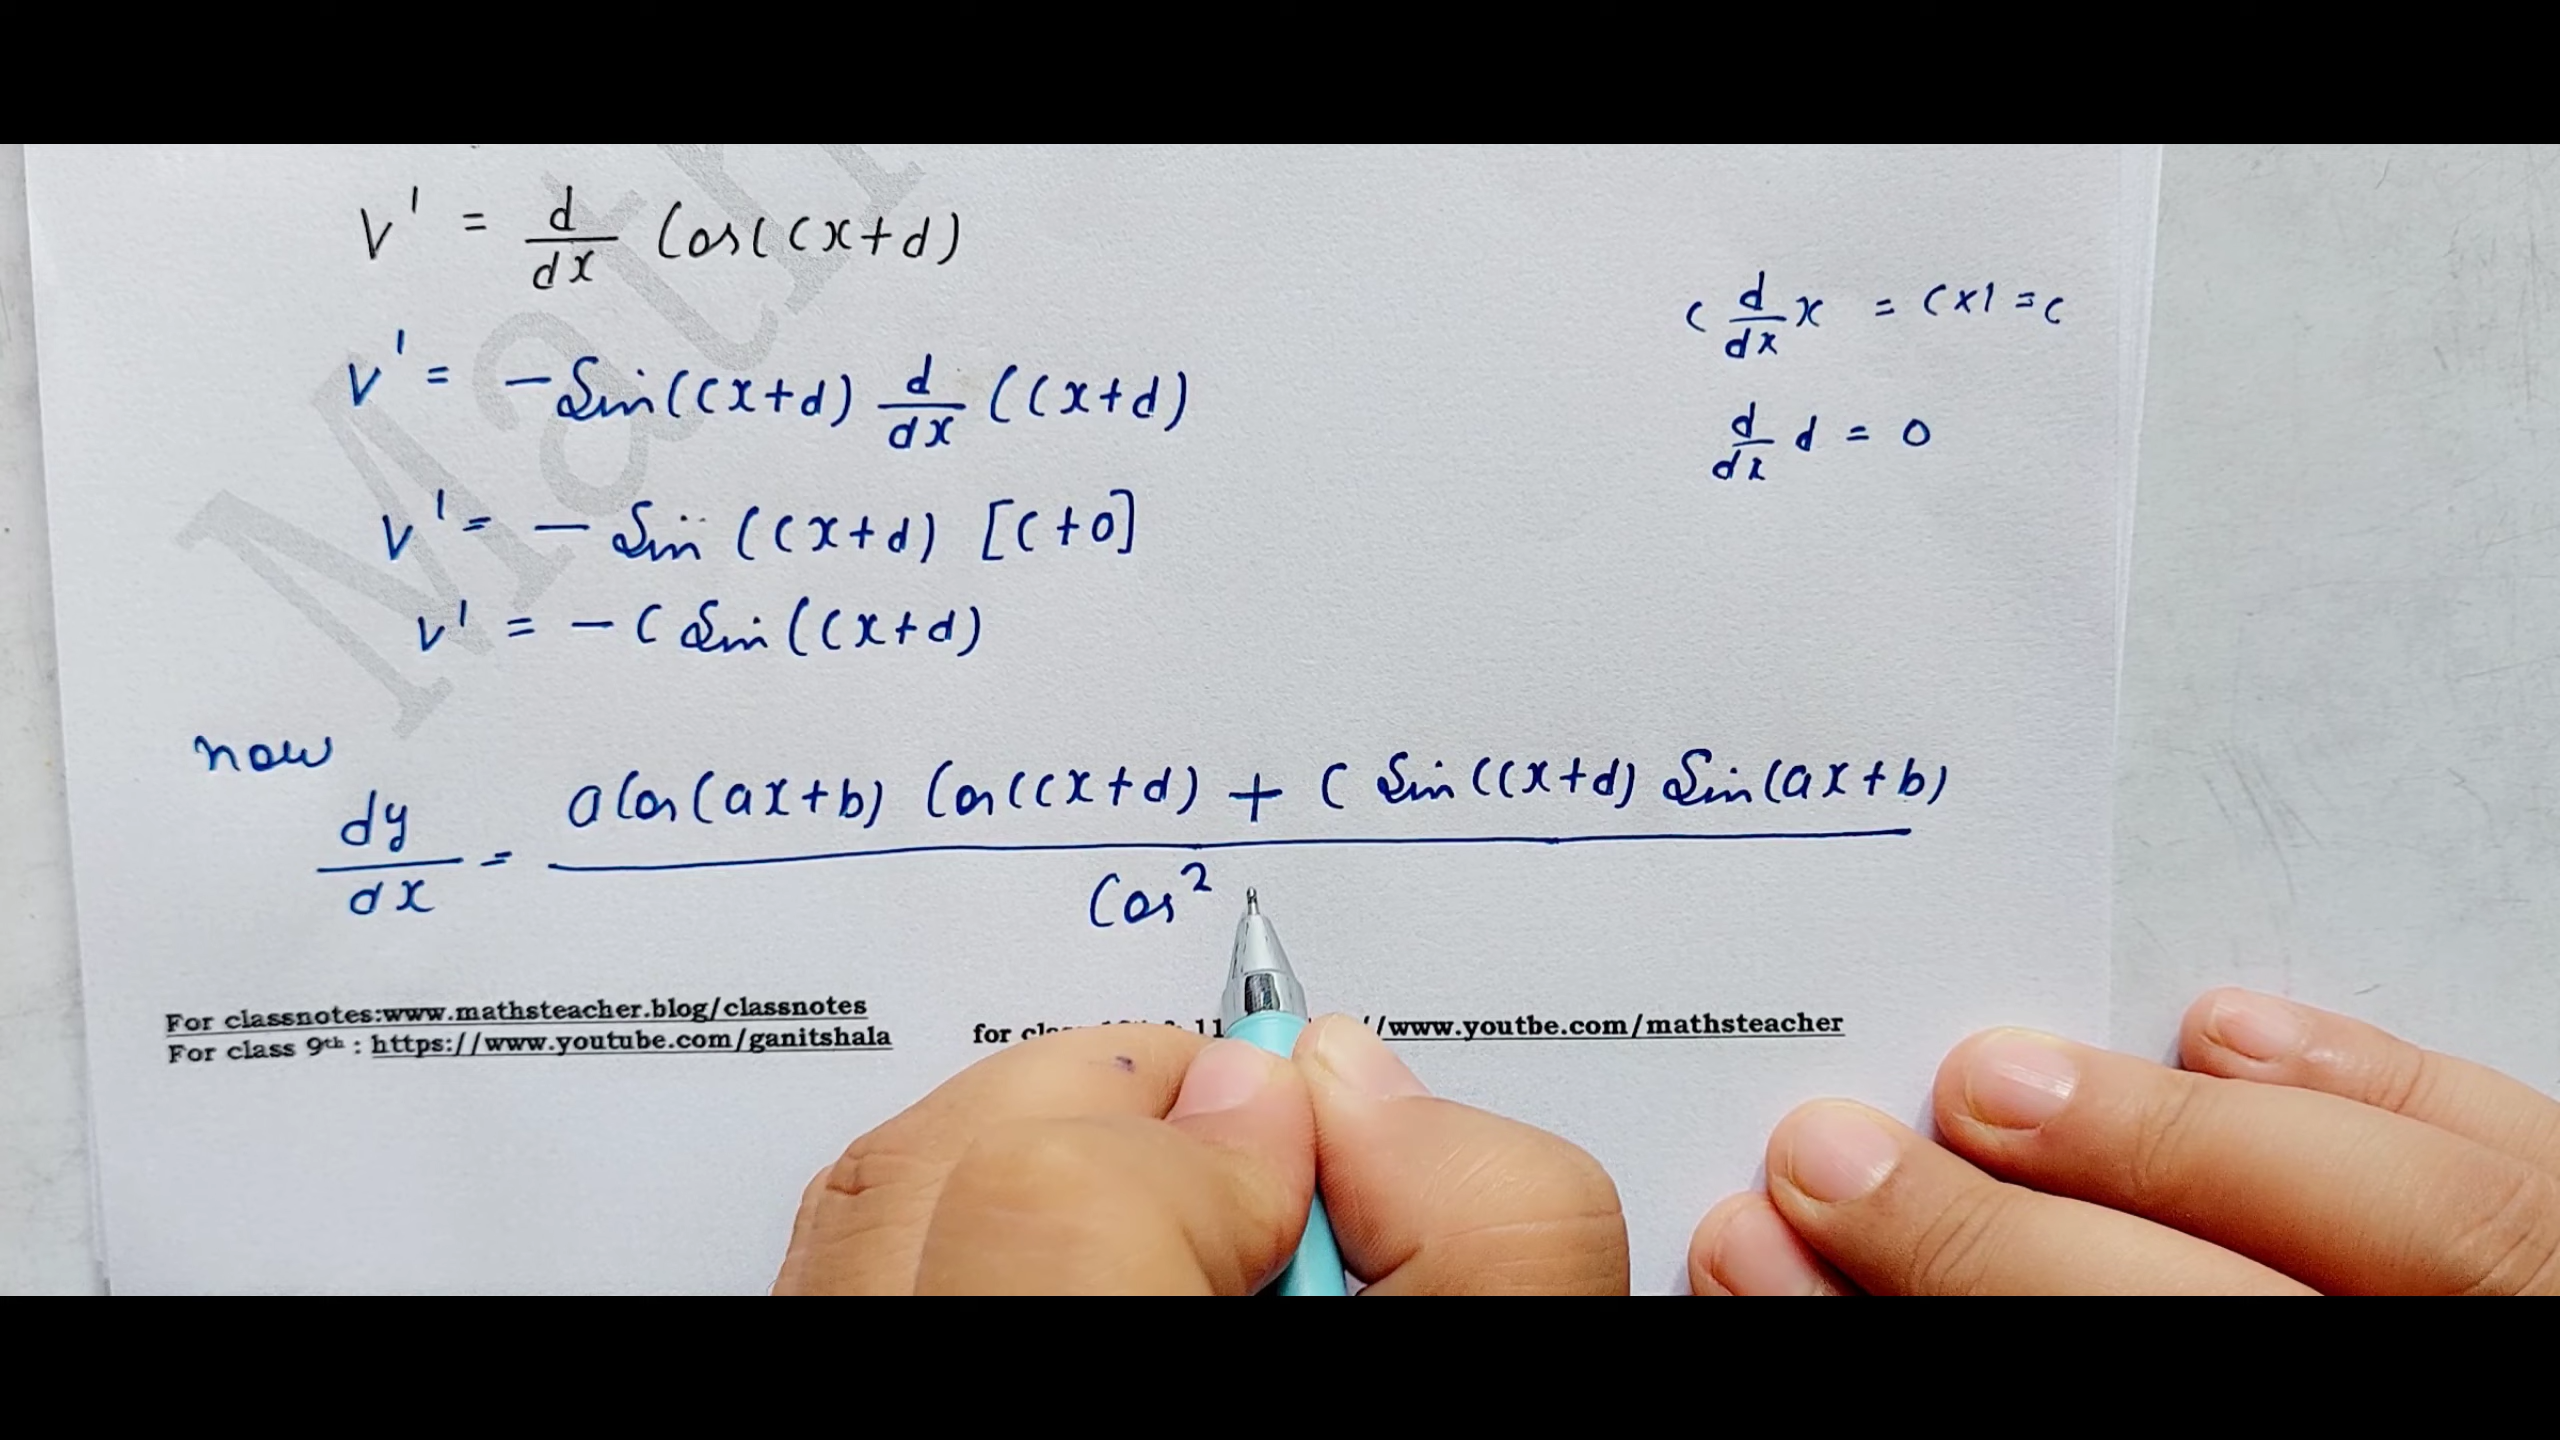 V' = d/dx Cos(cx+d)
V' = -Sin(cx+d) d/dx (cx+d)
V' = - Sin (cx+d) [c+0]
V' = - c Sin(cx+d)
c d/dx x = c×1 = c
d/dx d = 0
now
dy/dx = a Cos(ax+b) Cos(cx+d) + c Sin(cx+d) Sin(ax+b) / Cos²
For classnotes:www.mathsteacher.blog/classnotes
For class 9th : https://www.youtube.com/ganitshala
for 11 //www.youtbe.com/mathsteacher
Mat